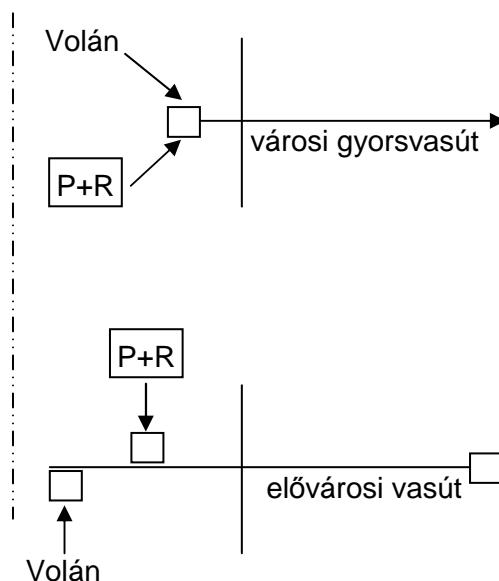 Volán
városi gyorsvasút
P+R
P+R
elővárosi vasút
Volán